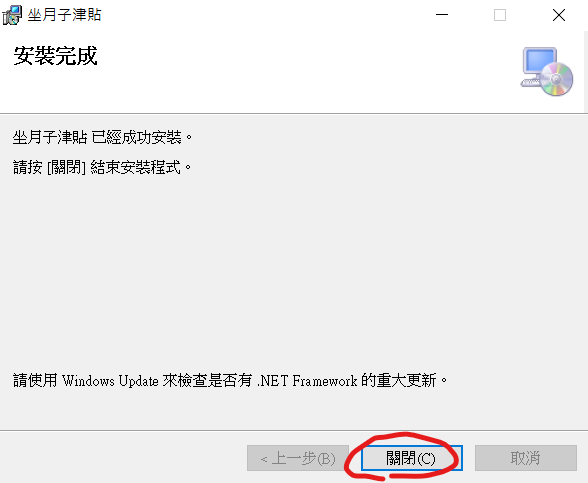 坐月子津貼
安裝完成
坐月子津貼 已經成功安裝。
請按 [關閉] 結束安裝程式。
請使用 Windows Update 來檢查是否有 .NET Framework 的重大更新。
< 上一步(B) 關閉(C) 取消